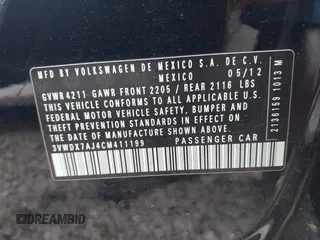 MFD BY VOLKSWAGEN DE MEXICO S.A. DE C.V.
MEXICO 05/12
GVWR 4211 GAWR FRONT 2205 / REAR 2116 LBS
THIS VEHICLE CONFORMS TO ALL APPLICABLE U.S.
FEDERAL MOTOR VEHICLE SAFETY, BUMPER AND
THEFT PREVENTION STANDARDS IN EFFECT ON THE
DATE OF MANUFACTURE SHOWN ABOVE
3VWDX7AJ4CM411199 PASSENGER CAR
2136159 1013 M